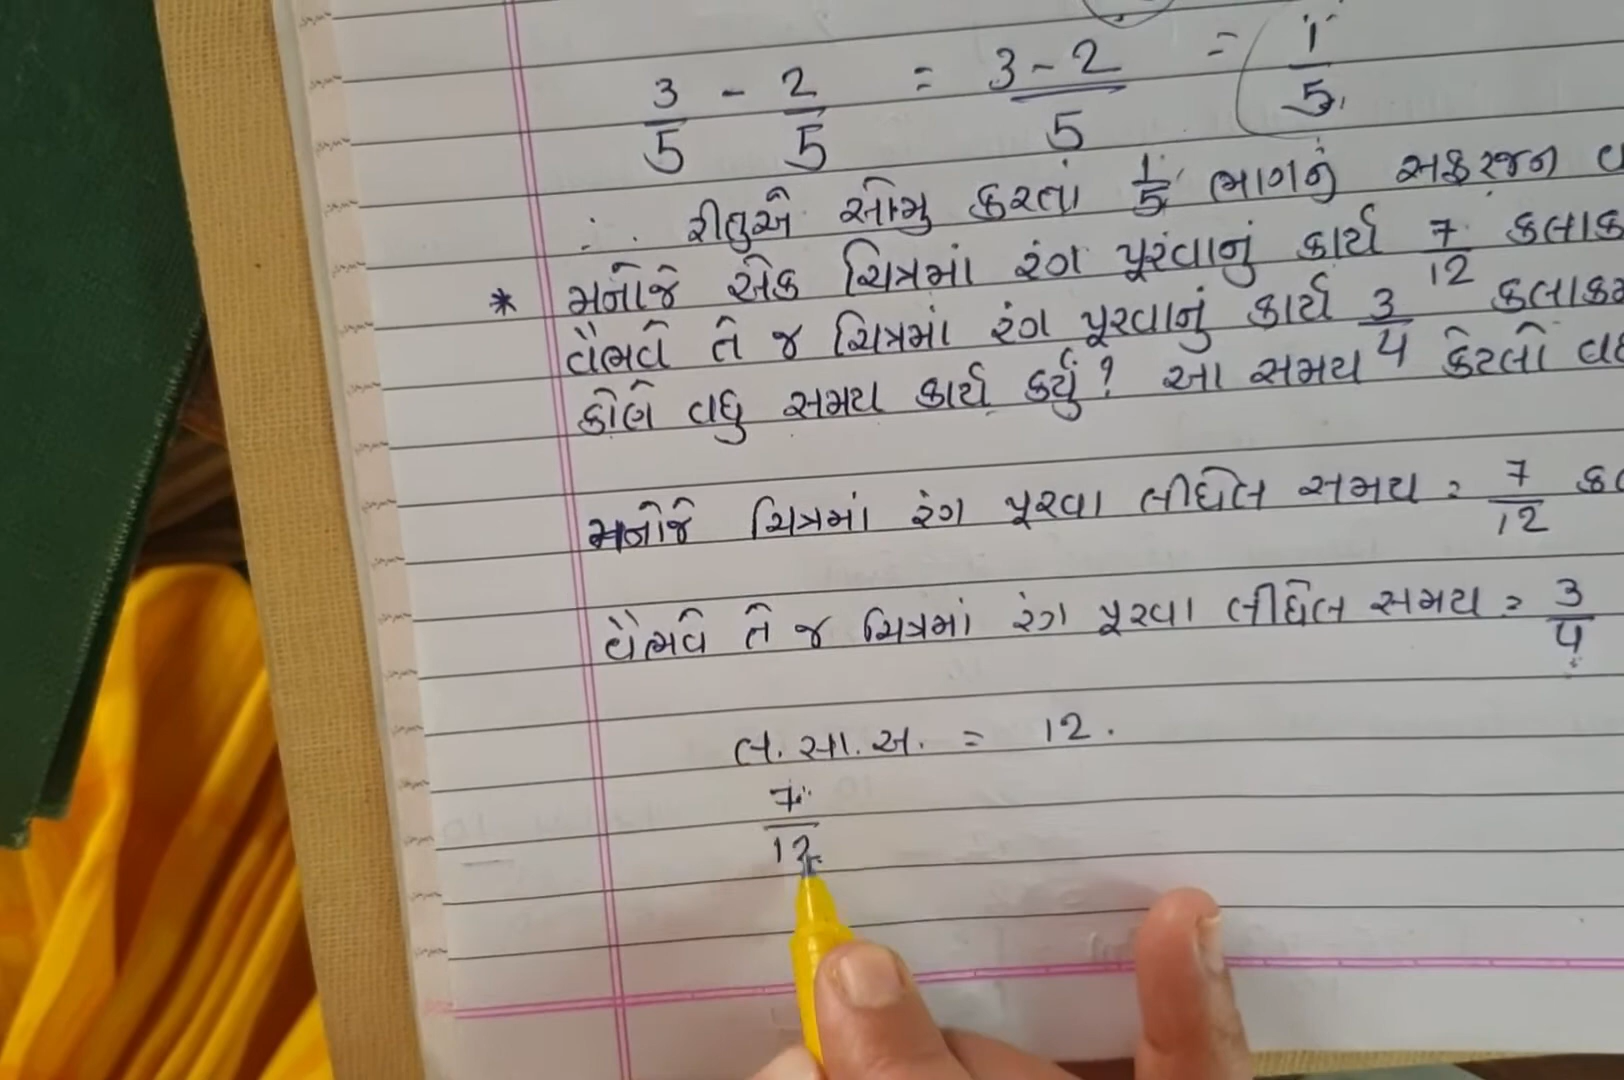 3/5 - 2/5 = 3-2/5 = 1/5
∴ રીતુએ સોમુ કરતાં 1/5 ભાગનું સફરજન
* મનોજે એક ચિત્રમાં રંગ પૂરવાનું કાર્ય 7/12 કલાક
વૈભવે તે જ ચિત્રમાં રંગ પૂરવાનું કાર્ય 3/4 કલાકમ
કોણે વધુ સમય કાર્ય કર્યું? આ સમય કેટલો
મનોજે ચિત્રમાં રંગ પૂરવા લીધેલ સમય = 7/12
વૈભવે તે જ ચિત્રમાં રંગ પૂરવા લીધેલ સમય = 3/4
લ.સા.અ. = 12.
7/12